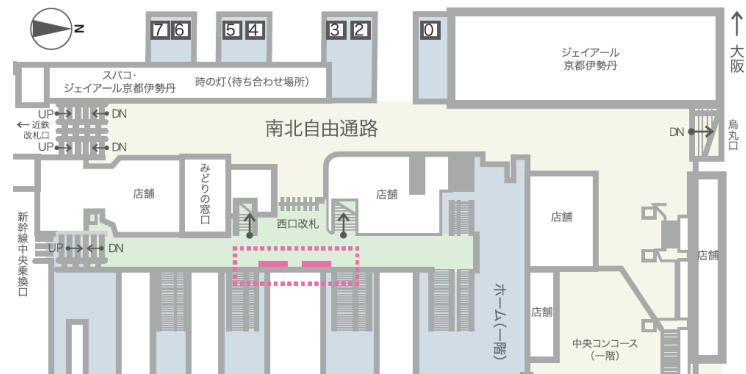 N
7 6
5 4
3 2
0
ジェイアール
京都伊勢丹
大阪
スバコ・
ジェイアール京都伊勢丹
時の灯(待ち合わせ場所)
UP
DN
近鉄
改札口
UP
DN
南北自由通路
DN
烏丸口
店舗
みどりの窓口
西口改札
店舗
店舗
店舗
新幹線中央乗換口
UP
DN
ホーム(一階)
店舗
中央コンコース
(一階)